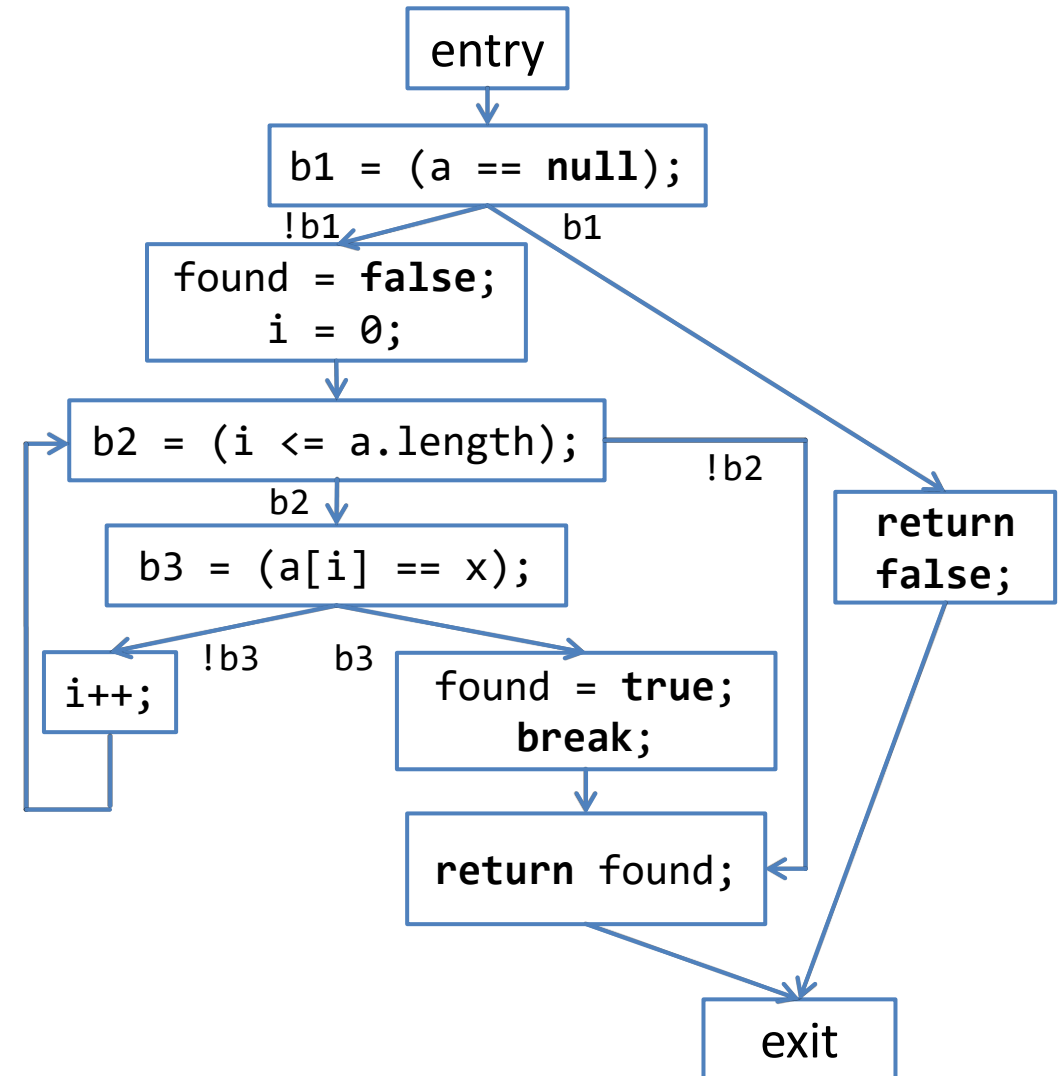 entry
b1 = (a == null);
!b1
b1
found = false;
i = 0;
b2 = (i <= a.length);
!b2
b2
return
false;
b3 = (a[i] == x);
!b3
b3
i++;
found = true;
break;
return found;
exit